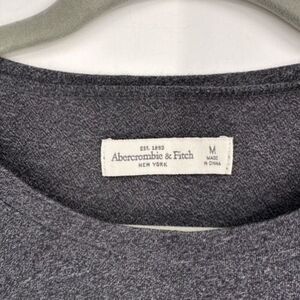 EST. 1892
Abercrombie & Fitch
NEW YORK
M
MADE
IN CHINA